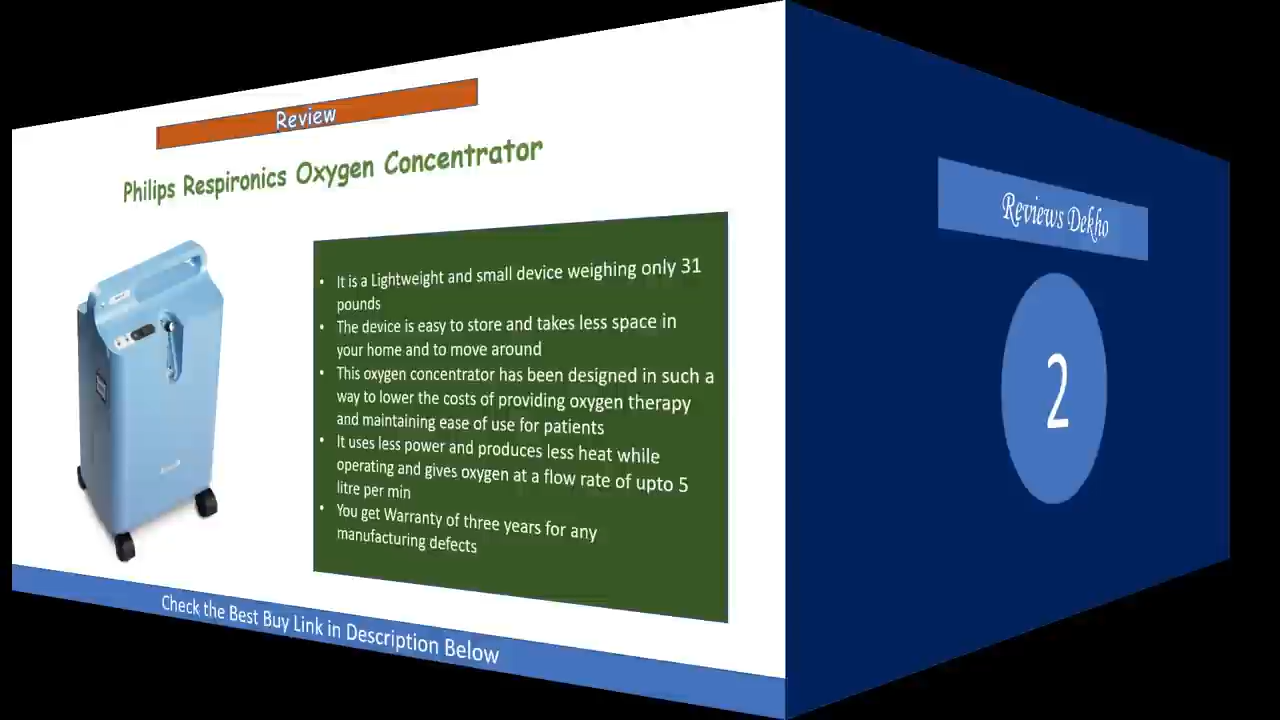 Review
Philips Respironics Oxygen Concentrator
• It is a Lightweight and small device weighing only 31
pounds
• The device is easy to store and takes less space in
your home and to move around
• This oxygen concentrator has been designed in such a
way to lower the costs of providing oxygen therapy
and maintaining ease of use for patients
• It uses less power and produces less heat while
operating and gives oxygen at a flow rate of upto 5
litre per min
• You get Warranty of three years for any
manufacturing defects
Check the Best Buy Link in Description Below
Reviews Dekho
2